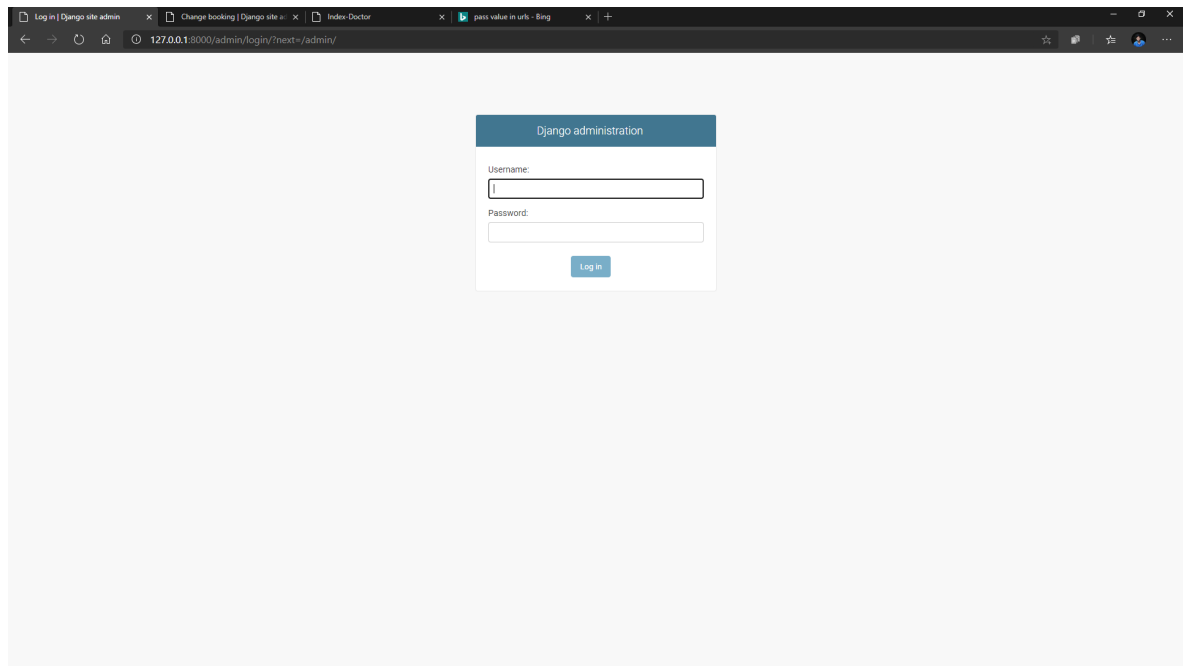 Log in | Django site admin
Change booking | Django site ad
Index-Doctor
pass value in urls - Bing
127.0.0.1:8000/admin/login/?next=/admin/
Django administration
Username:
Password:
Log in